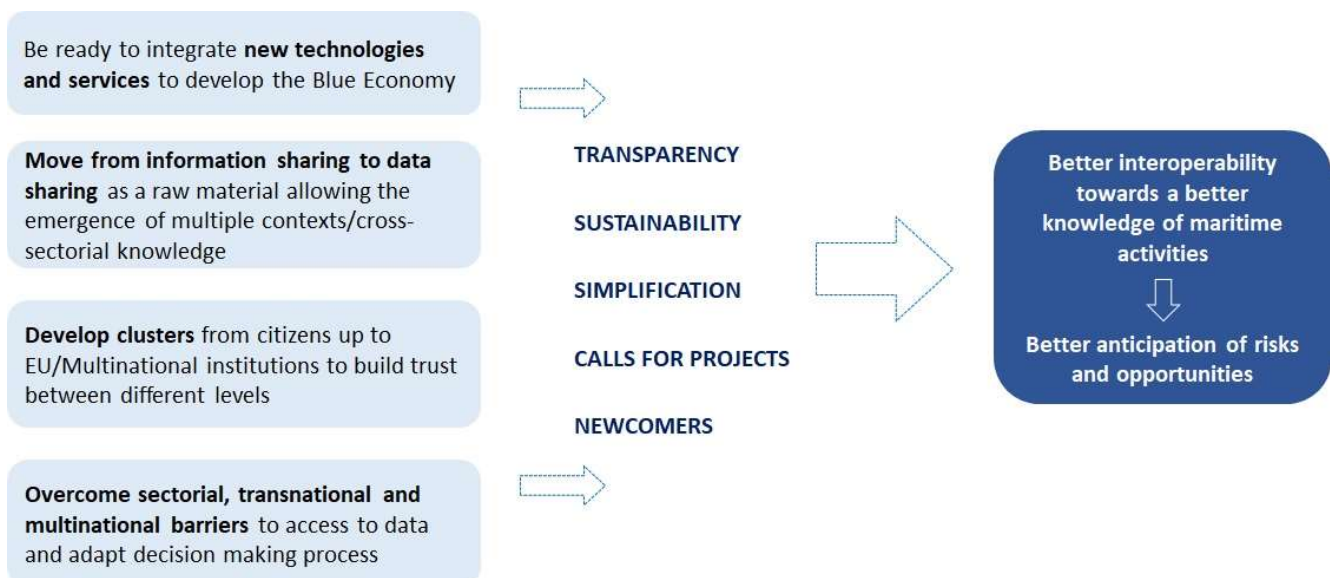 Be ready to integrate new technologies
and services to develop the Blue Economy
Move from information sharing to data
sharing as a raw material allowing the
emergence of multiple contexts/cross-
sectorial knowledge
Develop clusters from citizens up to
EU/Multinational institutions to build trust
between different levels
Overcome sectorial, transnational and
multinational barriers to access to data
and adapt decision making process
TRANSPARENCY
SUSTAINABILITY
SIMPLIFICATION
CALLS FOR PROJECTS
NEWCOMERS
Better interoperability
towards a better
knowledge of maritime
activities
Better anticipation of risks
and opportunities